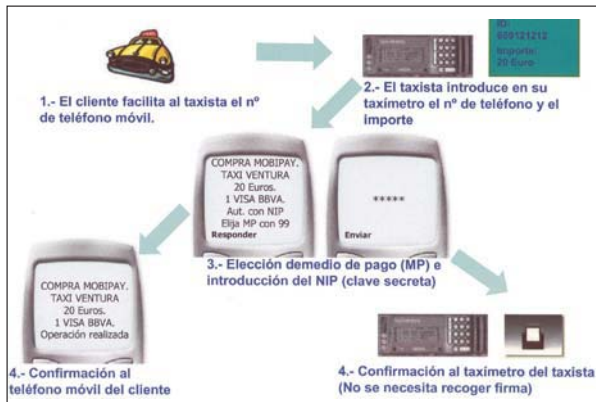 ID:
609121212
Importe:
20 Euro
1.- El cliente facilita al taxista el nº
de teléfono móvil.
2.- El taxista introduce en su
taxímetro el nº de teléfono y el
importe
COMPRA MOBIPAY.
TAXI VENTURA
20 Euros.
1 VISA BBVA.
Aut. con NIP
Elija MP con 99
Responder
*****
Enviar
3.- Elección demedio de pago (MP) e
introducción del NIP (clave secreta)
COMPRA MOBIPAY.
TAXI VENTURA
20 Euros.
1 VISA BBVA.
Operación realizada
4.- Confirmación al
teléfono móvil del cliente
4.- Confirmación al taxímetro del taxista
(No se necesita recoger firma)